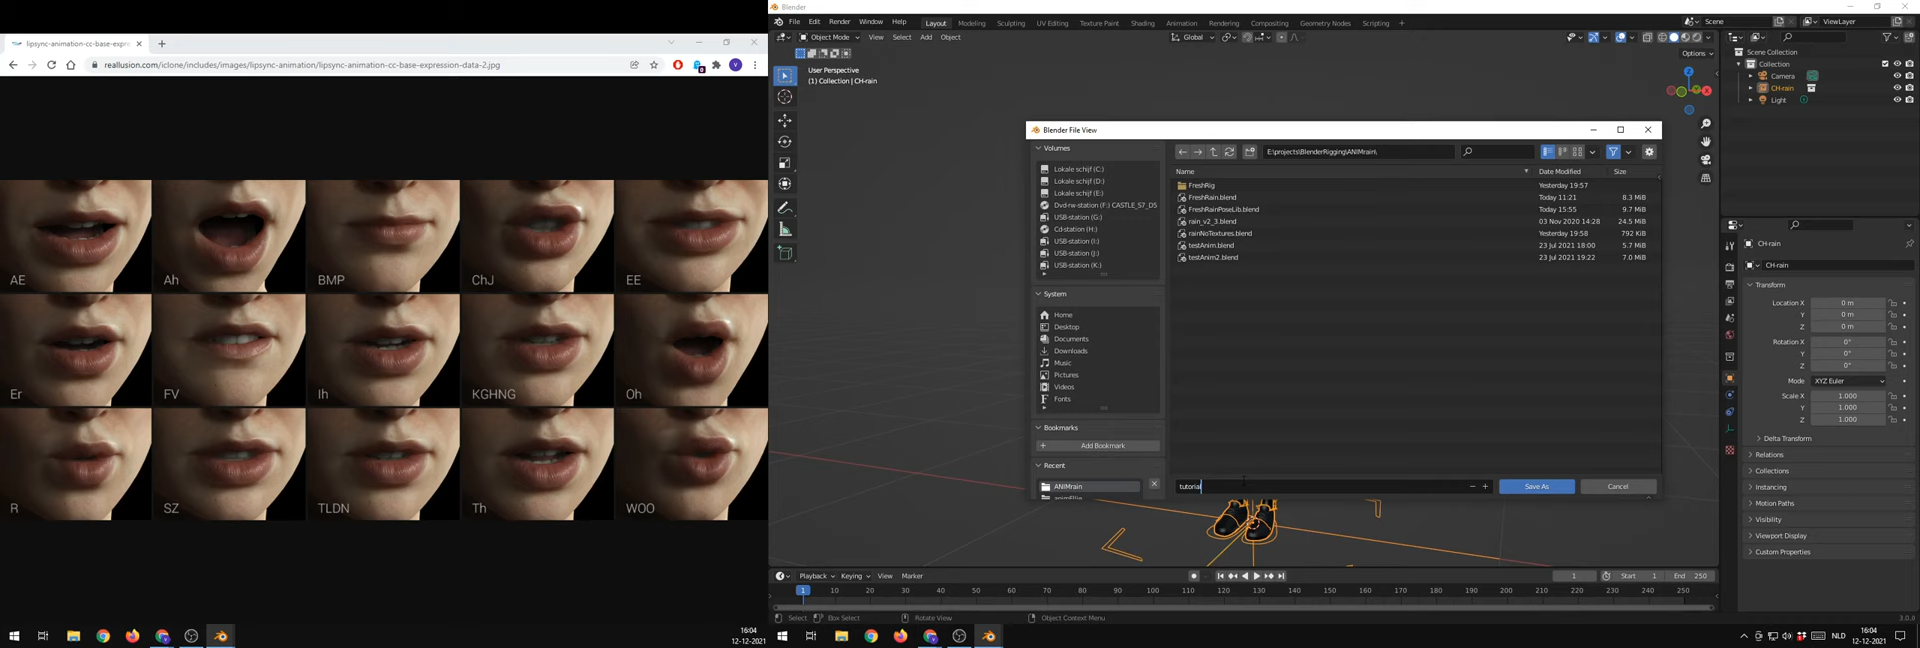 lipsync-animation-cc-base-expre
reallusion.com/iclone/includes/images/lipsync-animation/lipsync-animation-cc-base-expression-data-2.jpg
AE
Ah
BMP
ChJ
EE
Er
FV
Ih
KGHNG
Oh
R
SZ
TLDN
Th
WOO
16:04
12-12-2021
Blender
File Edit Render Window Help
Layout Modeling Sculpting UV Editing Texture Paint Shading Animation Rendering Compositing Geometry Nodes Scripting +
Scene
ViewLayer
Object Mode View Select Add Object
Global
Options
User Perspective
(1) Collection | CH-rain
Blender File View
Volumes
Lokale schijf (C:)
Lokale schijf (D:)
Lokale schijf (E:)
Dvd-rw-station (F:) CASTLE_S7_D5
USB-station (G:)
Cd-station (H:)
USB-station (I:)
USB-station (J:)
USB-station (K:)
System
Home
Desktop
Documents
Downloads
Music
Pictures
Videos
Fonts
Bookmarks
Add Bookmark
Recent
ANIMrain
animEllie
E:\projects\BlenderRigging\ANIMrain\
Name Date Modified Size
FreshRig Yesterday 19:57
FreshRain.blend Today 11:21 8.3 MiB
FreshRainPoseLib.blend Today 15:55 9.7 MiB
rain_v2_3.blend 03 Nov 2020 14:28 24.5 MiB
rainNoTextures.blend Yesterday 19:58 792 KiB
testAnim.blend 23 Jul 2021 18:00 5.7 MiB
testAnim2.blend 23 Jul 2021 19:22 7.0 MiB
tutorial
Save As
Cancel
Scene Collection
Collection
Camera
CH-rain
Light
CH-rain
CH-rain
Transform
Location X 0 m
Y 0 m
Z 0 m
Rotation X 0°
Y 0°
Z 0°
Mode XYZ Euler
Scale X 1.000
Y 1.000
Z 1.000
Delta Transform
Relations
Collections
Instancing
Motion Paths
Visibility
Viewport Display
Custom Properties
Playback Keying View Marker
1 Start 1 End 250
1 10 20 30 40 50 60 70 80 90 100 110 120 130 140 150 160 170 180 190 200 210 220 230 240 250
Select Box Select Rotate View Object Context Menu
3.0.0
NLD
16:04
12-12-2021